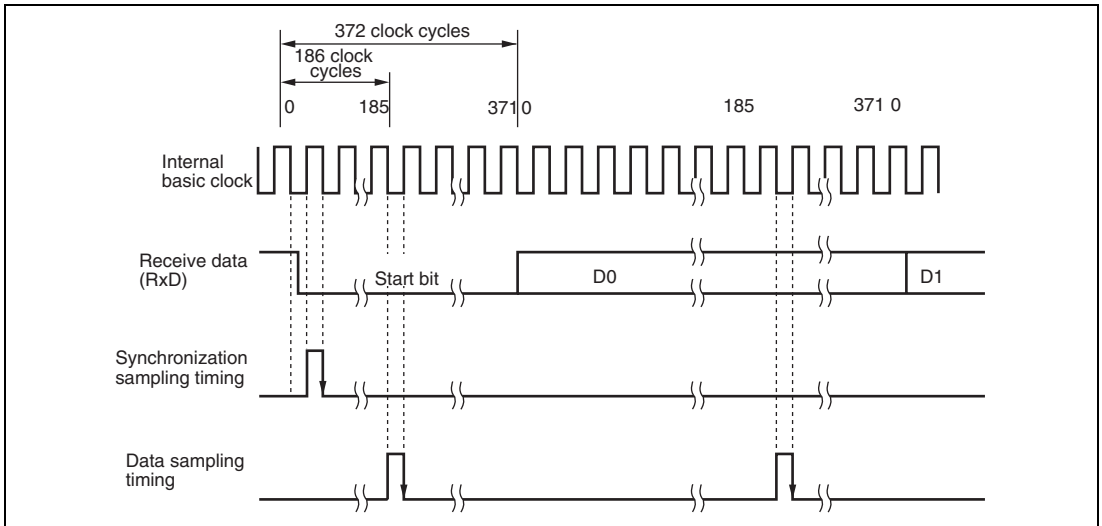 372 clock cycles
186 clock
cycles
0 185 371 0 185 371 0
Internal
basic clock
Receive data
(RxD)
Start bit D0 D1
Synchronization
sampling timing
Data sampling
timing